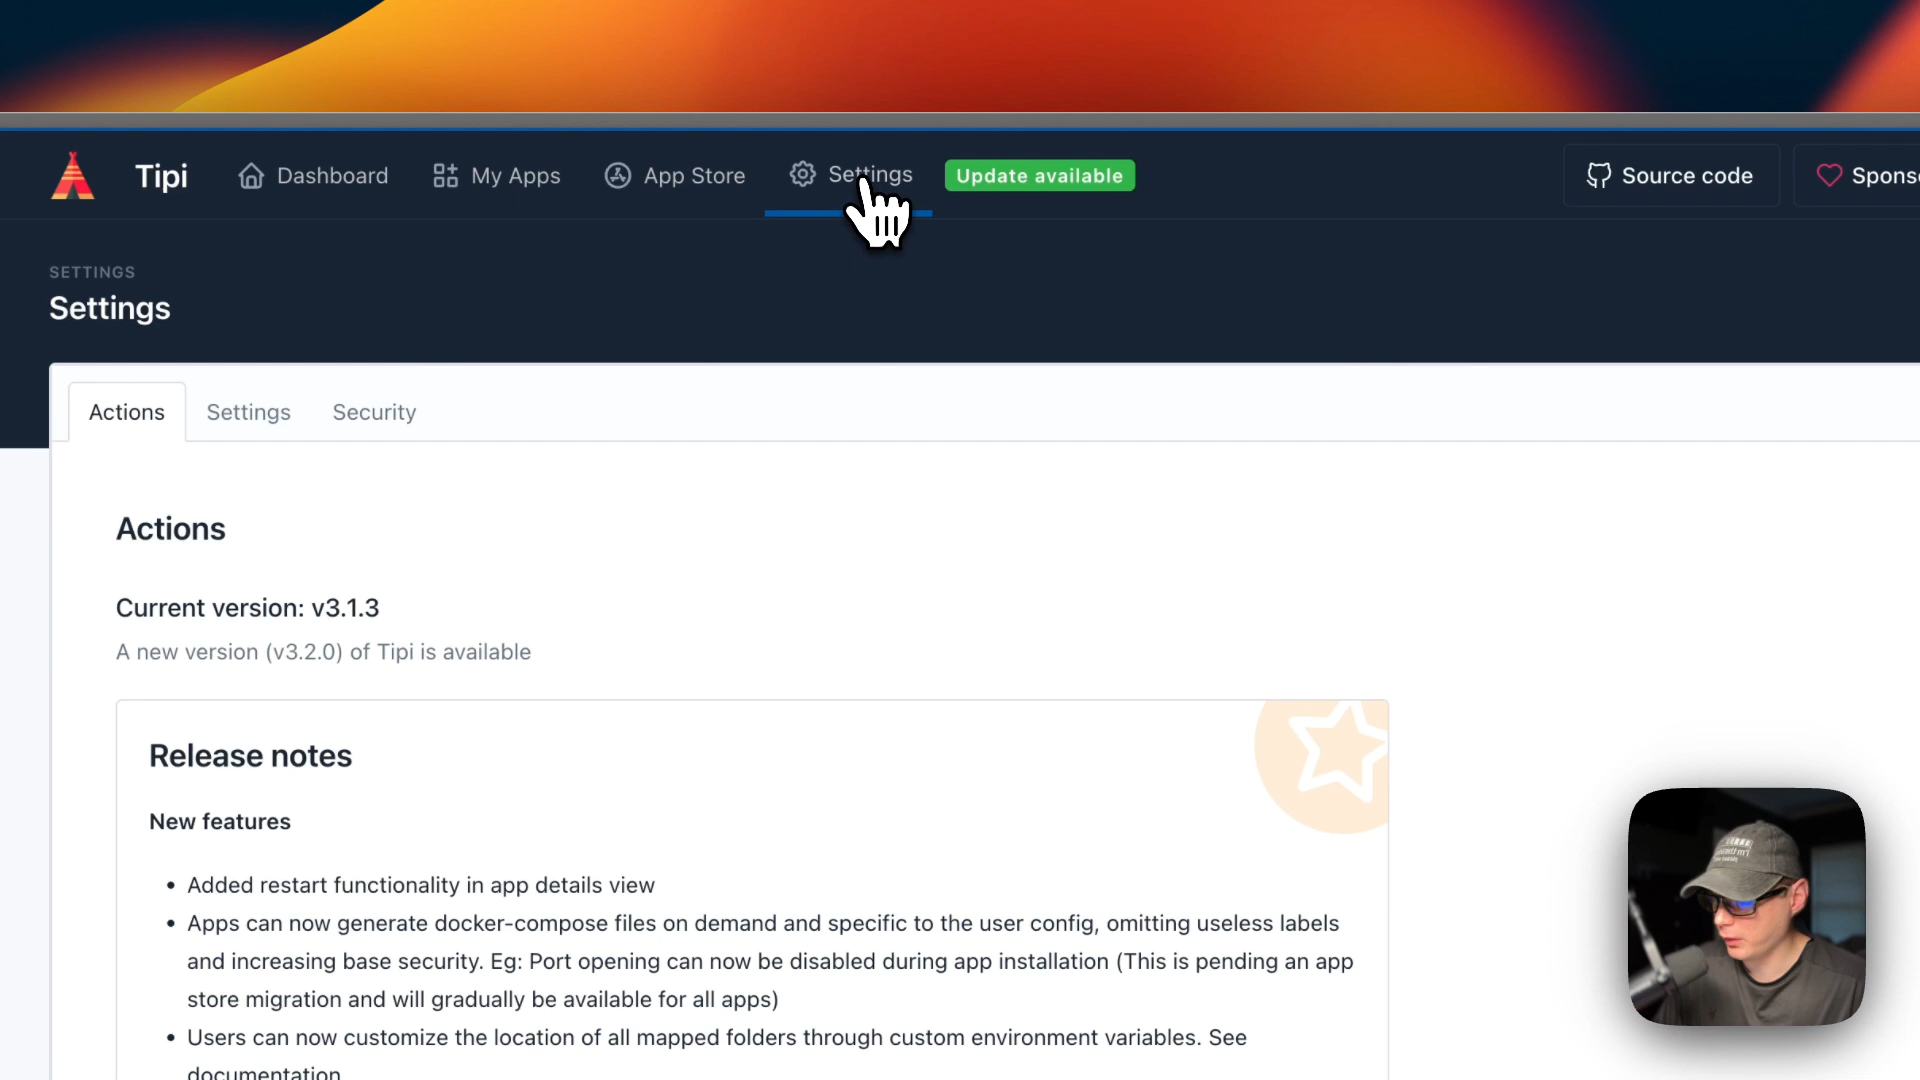 Tipi
Dashboard
My Apps
App Store
Settings
Update available
Source code
Spons
SETTINGS
Settings
Actions
Settings
Security
Actions
Current version: v3.1.3
A new version (v3.2.0) of Tipi is available
Release notes
New features
• Added restart functionality in app details view
• Apps can now generate docker-compose files on demand and specific to the user config, omitting useless labels
and increasing base security. Eg: Port opening can now be disabled during app installation (This is pending an app
store migration and will gradually be available for all apps)
• Users can now customize the location of all mapped folders through custom environment variables. See
documentation